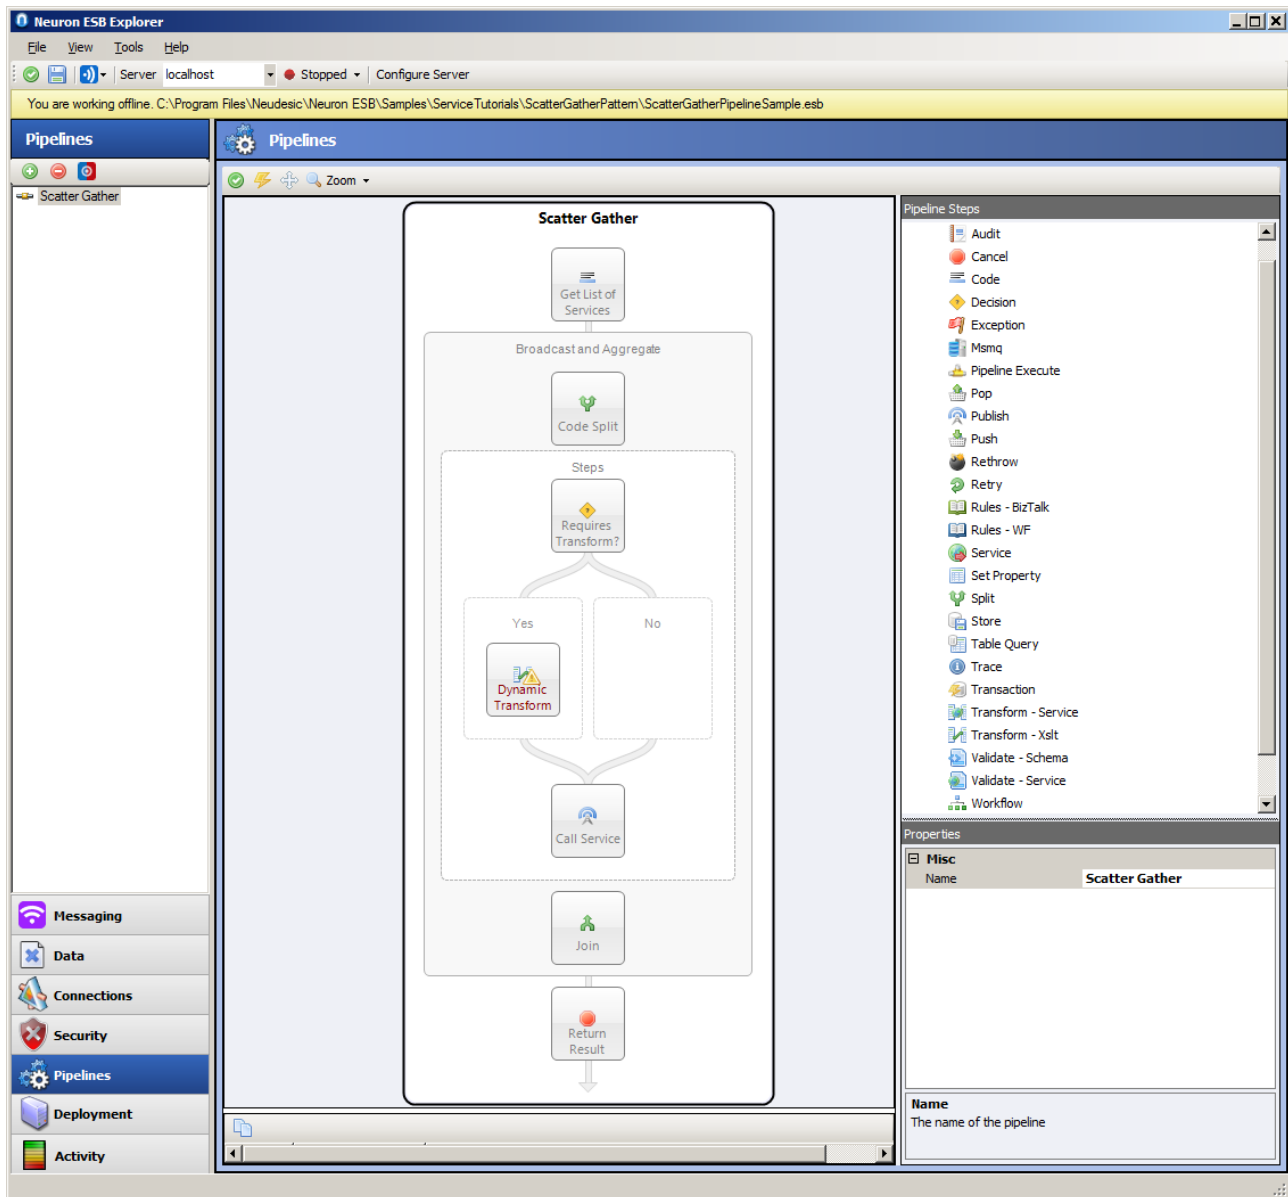 Neuron ESB Explorer
File View Tools Help
Server localhost Stopped Configure Server
You are working offline. C:\Program Files\Neudesic\Neuron ESB\Samples\ServiceTutorials\ScatterGatherPattern\ScatterGatherPipelineSample.esb
Pipelines
Scatter Gather
Messaging
Data
Connections
Security
Pipelines
Deployment
Activity
Pipelines
Zoom
Scatter Gather
Get List of
Services
Broadcast and Aggregate
Code Split
Steps
Requires
Transform?
Yes No
Dynamic
Transform
Call Service
Join
Return
Result
Pipeline Steps
Audit
Cancel
Code
Decision
Exception
Msmq
Pipeline Execute
Pop
Publish
Push
Rethrow
Retry
Rules - BizTalk
Rules - WF
Service
Set Property
Split
Store
Table Query
Trace
Transaction
Transform - Service
Transform - Xslt
Validate - Schema
Validate - Service
Workflow
Properties
Misc
Name Scatter Gather
Name
The name of the pipeline